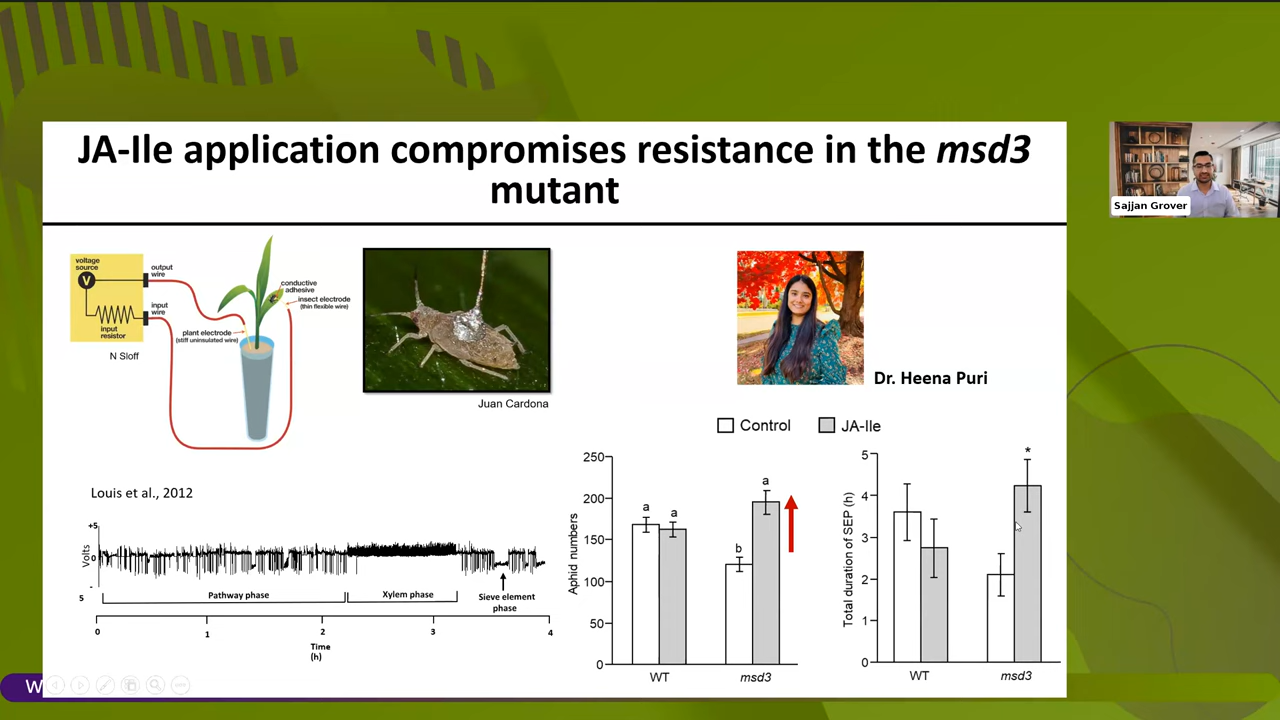 JA-Ile application compromises resistance in the msd3
mutant
Sajjan Grover
voltage
source
V
output
wire
input
wire
input
resistor
conductive
adhesive
insect electrode
(thin flexible wire)
plant electrode
(stiff uninsulated wire)
N Sloff
Juan Cardona
Dr. Heena Puri
Louis et al., 2012
+5
Volts
0
-
5
Pathway phase
Xylem phase
Sieve element
phase
0
1
2
3
4
Time
(h)
Control
JA-Ile
Aphid numbers
250
200
150
100
50
0
a
a
b
a
WT
msd3
Total duration of SEP (h)
5
4
3
2
1
0
*
WT
msd3
W